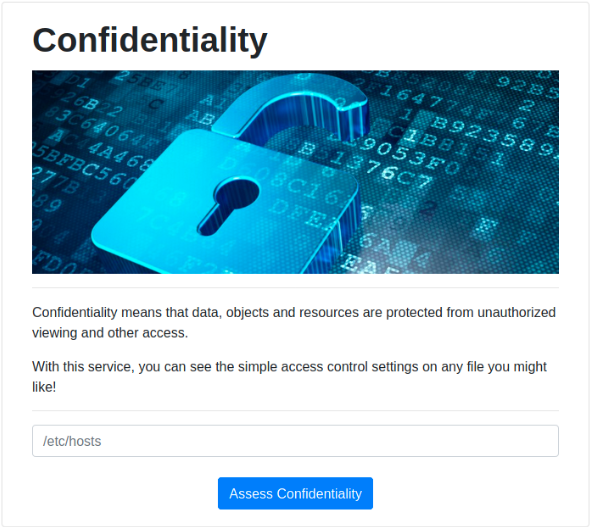 Confidentiality
Confidentiality means that data, objects and resources are protected from unauthorized
viewing and other access.
With this service, you can see the simple access control settings on any file you might
like!
/etc/hosts
Assess Confidentiality